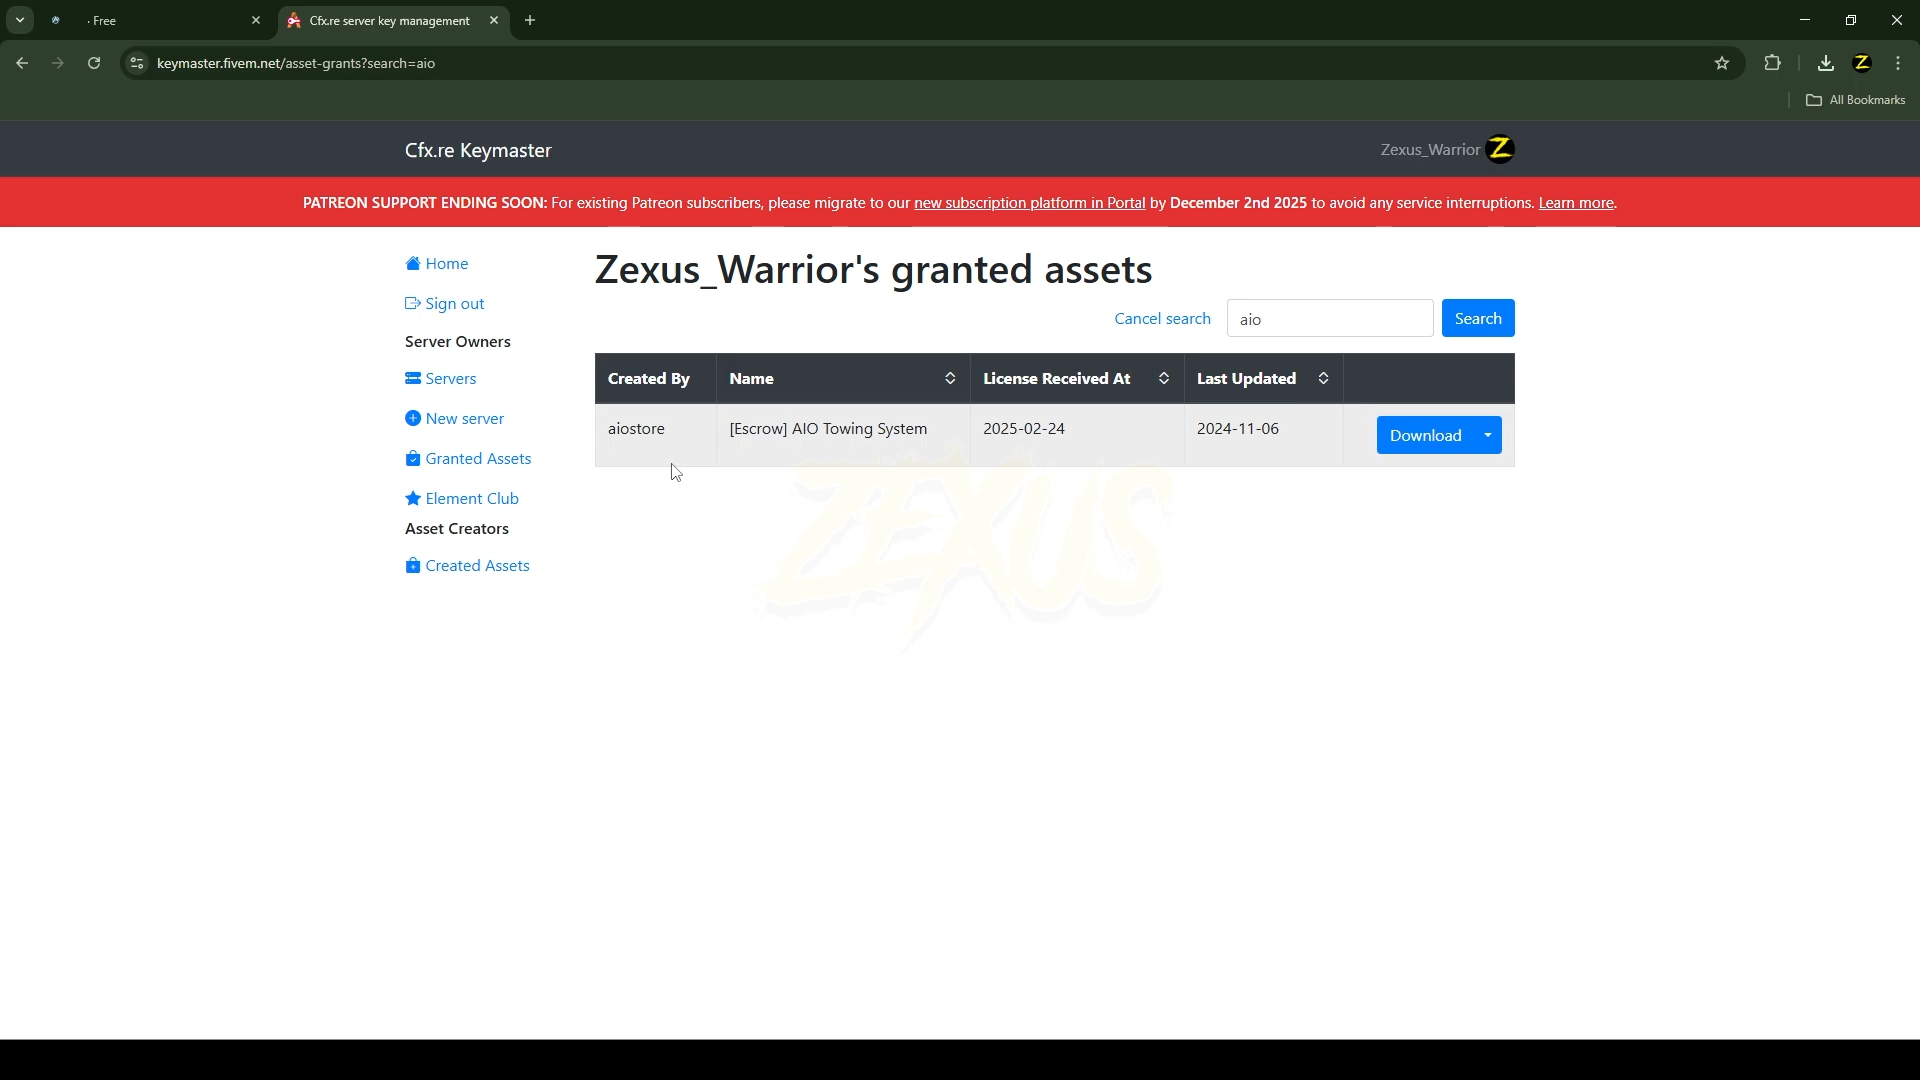 · Free
Cfx.re server key management
keymaster.fivem.net/asset-grants?search=aio
Z
All Bookmarks
Cfx.re Keymaster
Zexus_Warrior Z
PATREON SUPPORT ENDING SOON: For existing Patreon subscribers, please migrate to our new subscription platform in Portal by December 2nd 2025 to avoid any service interruptions. Learn more.
Home
Zexus_Warrior's granted assets
Sign out
Cancel search aio Search
Server Owners
Servers
Created By Name License Received At Last Updated
New server
aiostore [Escrow] AIO Towing System 2025-02-24 2024-11-06 Download
Granted Assets
Element Club
Asset Creators
Created Assets
ZEXUS